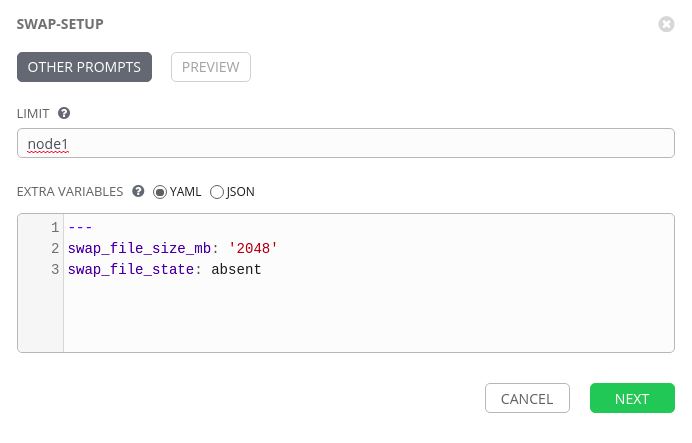 SWAP-SETUP
OTHER PROMPTS PREVIEW
LIMIT ?
node1
EXTRA VARIABLES ? YAML JSON
1 ---
2 swap_file_size_mb: '2048'
3 swap_file_state: absent
CANCEL NEXT